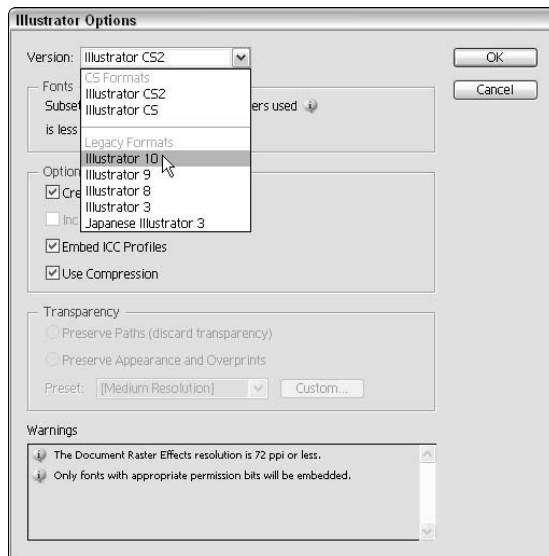 Illustrator Options
Version: Illustrator CS2
OK
Cancel
CS Formats
Illustrator CS2
Illustrator CS
Legacy Formats
Illustrator 10
Illustrator 9
Illustrator 8
Illustrator 3
Japanese Illustrator 3
Fonts
Subset ers used
is less
Option
Cre
Inc
Embed ICC Profiles
Use Compression
Transparency
Preserve Paths (discard transparency)
Preserve Appearance and Overprints
Preset: [Medium Resolution] Custom...
Warnings
The Document Raster Effects resolution is 72 ppi or less.
Only fonts with appropriate permission bits will be embedded.